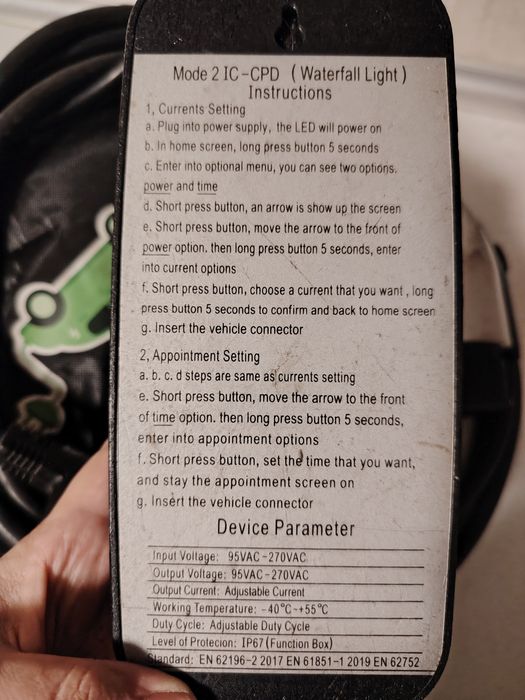 Mode 2 IC-CPD (Waterfall Light)
Instructions
1, Currents Setting
a. Plug into power supply, the LED will power on
b. In home screen, long press button 5 seconds
c. Enter into optional menu, you can see two options.
power and time
d. Short press button, an arrow is show up the screen
e. Short press button, move the arrow to the front of
power option. then long press button 5 seconds, enter
into current options
f. Short press button, choose a current that you want , long
press button 5 seconds to confirm and back to home screen
g. Insert the vehicle connector
2, Appointment Setting
a. b. c. d steps are same as currents setting
e. Short press button, move the arrow to the front
of time option. then long press button 5 seconds,
enter into appointment options
f. Short press button, set the time that you want,
and stay the appointment screen on
g. Insert the vehicle connector
Device Parameter
Input Voltage: 95VAC-270VAC
Output Voltage: 95VAC-270VAC
Output Current: Adjustable Current
Working Temperature: -40°C-+55°C
Duty Cycle: Adjustable Duty Cycle
Level of Protecion: IP67(Function Box)
Standard: EN 62196-2 2017 EN 61851-1 2019 EN 62752